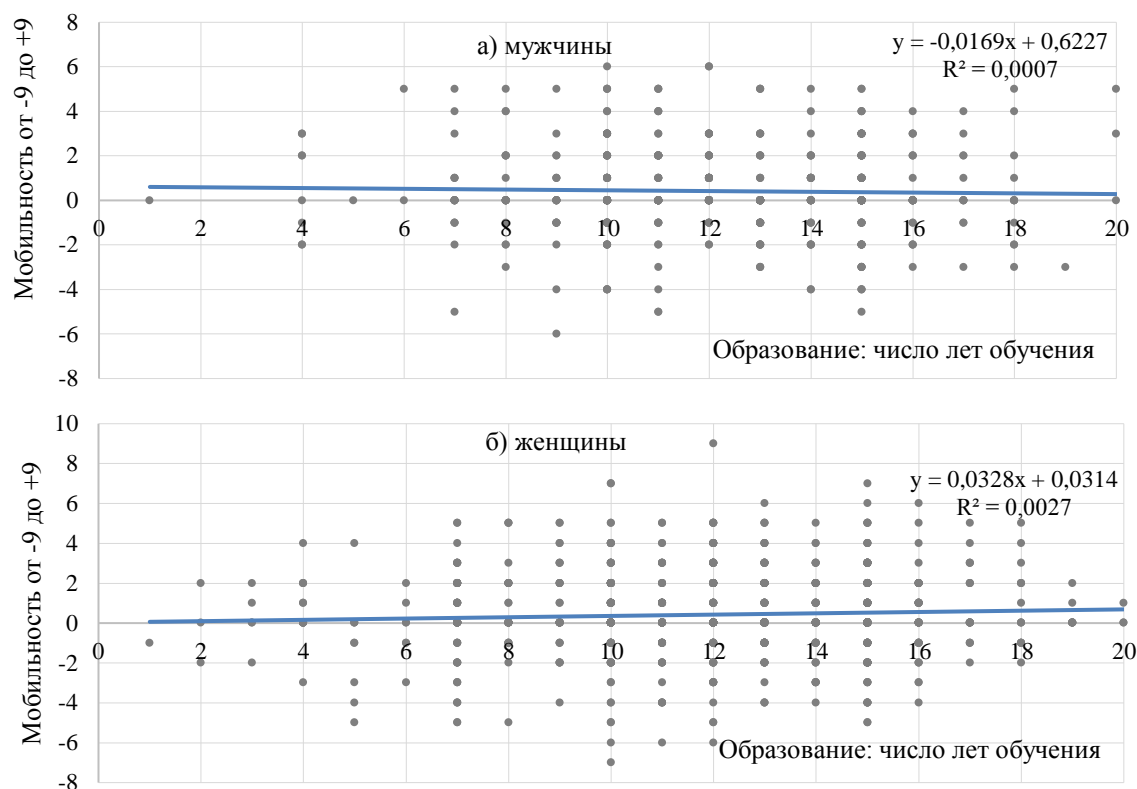 Мобильность от -9 до +9
8
6
4
2
0
-2
-4
-6
-8
а) мужчины
y = -0,0169x + 0,6227
R² = 0,0007
0 2 4 6 8 10 12 14 16 18 20
Образование: число лет обучения
Мобильность от -9 до +9
10
8
6
4
2
0
-2
-4
-6
-8
б) женщины
y = 0,0328x + 0,0314
R² = 0,0027
0 2 4 6 8 10 12 14 16 18 20
Образование: число лет обучения